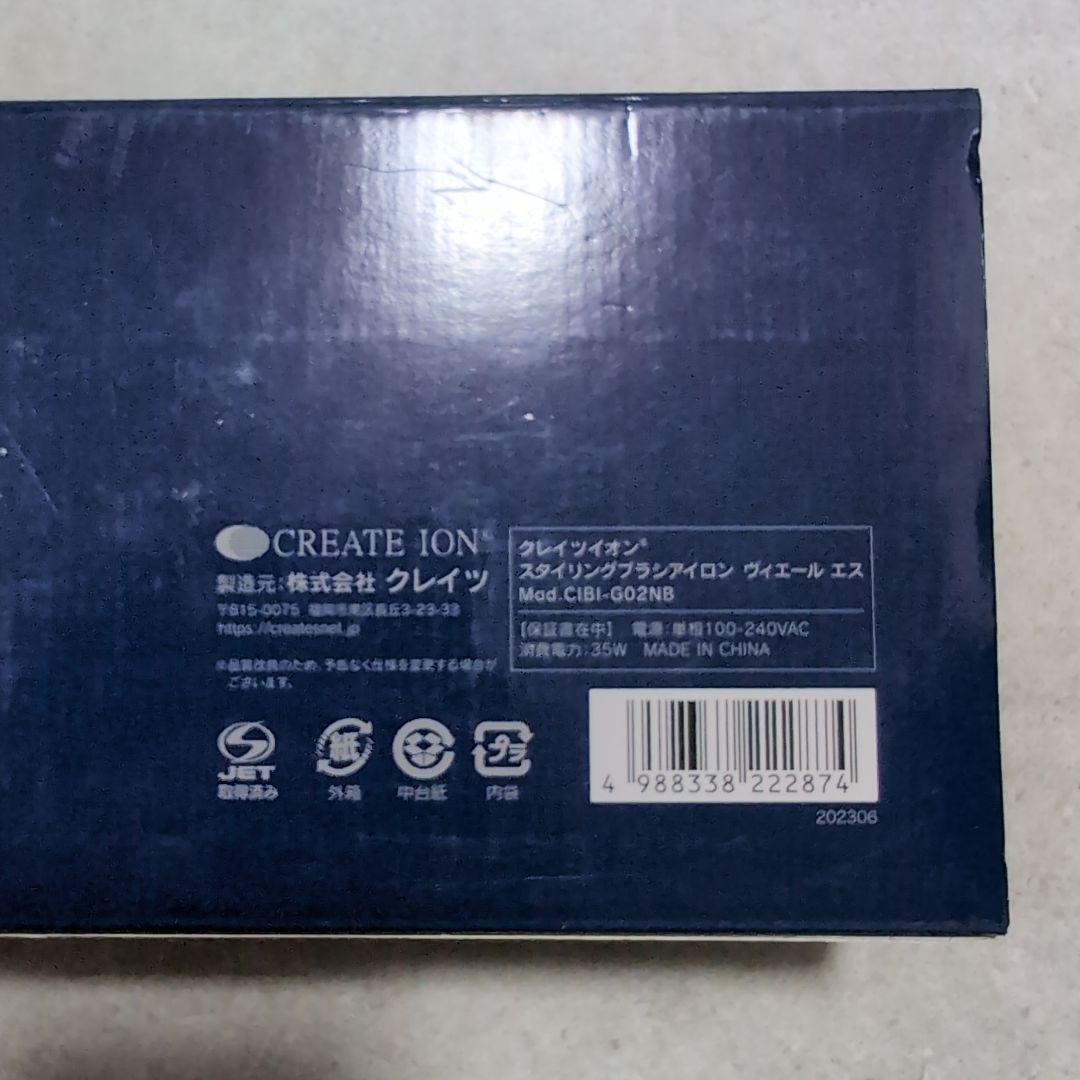 CREATE ION®
製造元：株式会社 クレイツ
〒815-0075 福岡市南区長丘3-23-33
https://createsnet.jp
※品質改良のため、予告なく仕様を変更する場合が
ございます。
クレイツイオン®
スタイリングブラシアイロン ヴィエール エス
Mod.CIBI-G02NB
【保証書在中】 電源：単相100-240VAC
消費電力：35W MADE IN CHINA
JET
取得済み
紙
外箱
中台紙
プラ
内袋
4 988338 222874
202306